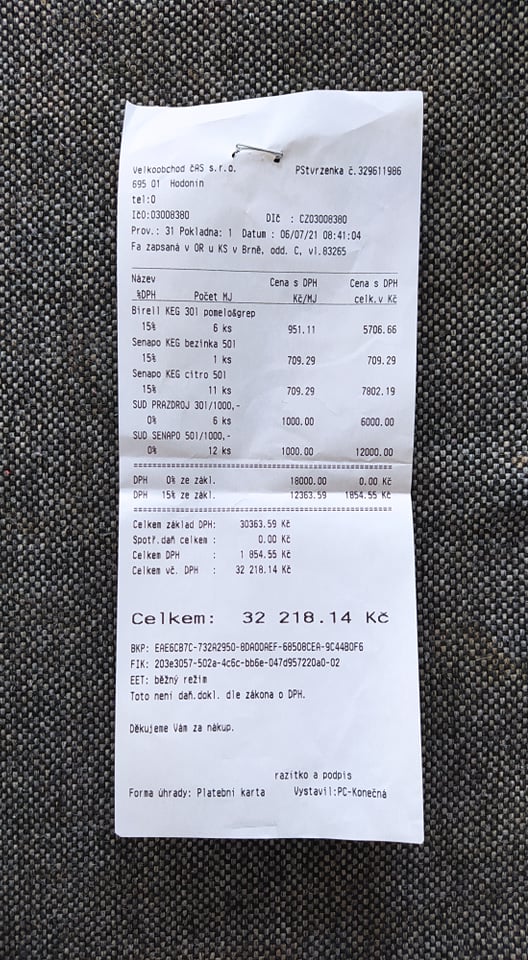 Velkoobchod ČAS s.r.o. PStvrzenka č.329611986
695 01 Hodonín
tel:0
IČO:03008380 DIČ : CZ03008380
Prov.: 31 Pokladna: 1 Datum : 06/07/21 08:41:04
Fa zapsaná v OR u KS v Brně, odd. C, vl.83265
Název Cena s DPH Cena s DPH
%DPH Počet MJ Kč/MJ celk.v Kč
Birell KEG 30l pomelo&grep
15% 6 ks 951.11 5706.66
Senapo KEG bezinka 50l
15% 1 ks 709.29 709.29
Senapo KEG citro 50l
15% 11 ks 709.29 7802.19
SUD PRAZDROJ 30l/1000,-
0% 6 ks 1000.00 6000.00
SUD SENAPO 50l/1000,-
0% 12 ks 1000.00 12000.00
DPH 0% ze zákl. 18000.00 0.00 Kč
DPH 15% ze zákl. 12363.59 1854.55 Kč
Celkem základ DPH: 30363.59 Kč
Spotř.daň celkem : 0.00 Kč
Celkem DPH : 1 854.55 Kč
Celkem vč. DPH : 32 218.14 Kč
Celkem: 32 218.14 Kč
BKP: EAE6CB7C-732A2950-8DA00AEF-68508CEA-9C4480F6
FIK: 203e3057-502a-4c6c-bb6e-047d957220a0-02
EET: běžný režim
Toto není daň.dokl. dle zákona o DPH.
Děkujeme Vám za nákup.
razítko a podpis
Forma úhrady: Platební karta Vystavil:PC-Konečná